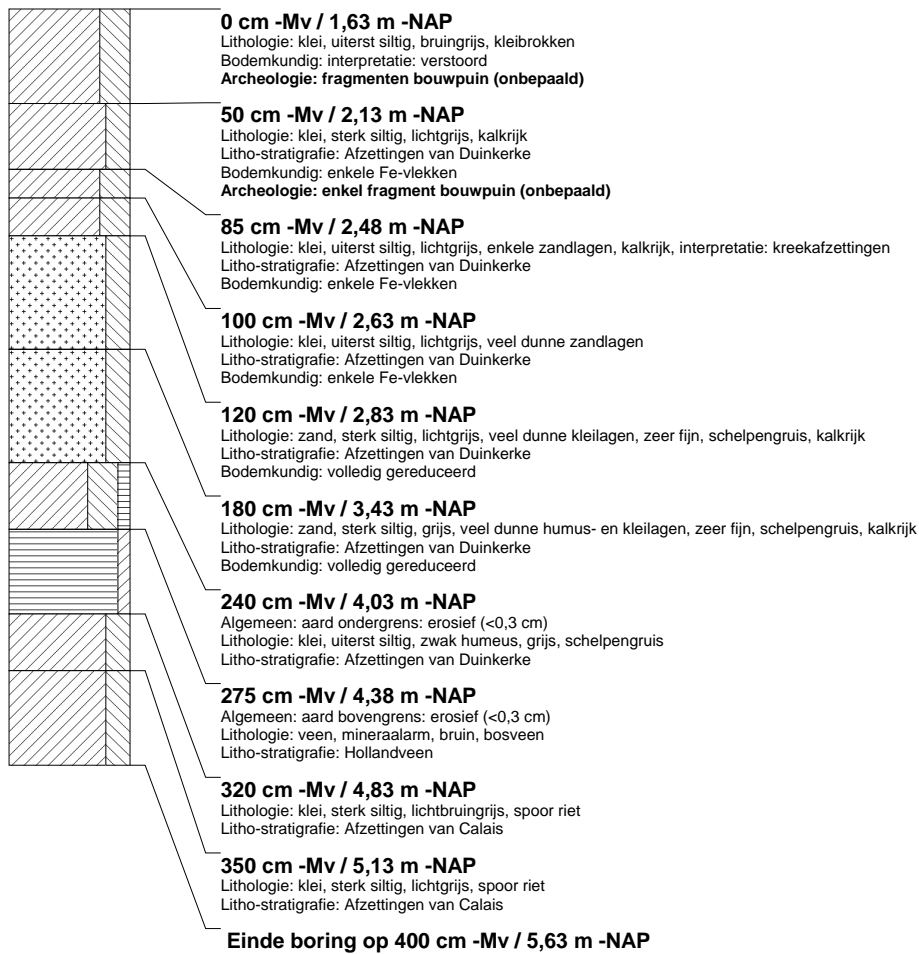 0 cm -Mv / 1,63 m -NAP
Lithologie: klei, uiterst siltig, bruingrijs, kleibrokken
Bodemkundig: interpretatie: verstoord
Archeologie: fragmenten bouwpuin (onbepaald)
50 cm -Mv / 2,13 m -NAP
Lithologie: klei, sterk siltig, lichtgrijs, kalkrijk
Litho-stratigrafie: Afzettingen van Duinkerke
Bodemkundig: enkele Fe-vlekken
Archeologie: enkel fragment bouwpuin (onbepaald)
85 cm -Mv / 2,48 m -NAP
Lithologie: klei, uiterst siltig, lichtgrijs, enkele zandlagen, kalkrijk, interpretatie: kreekafzettingen
Litho-stratigrafie: Afzettingen van Duinkerke
Bodemkundig: enkele Fe-vlekken
100 cm -Mv / 2,63 m -NAP
Lithologie: klei, uiterst siltig, lichtgrijs, veel dunne zandlagen
Litho-stratigrafie: Afzettingen van Duinkerke
Bodemkundig: enkele Fe-vlekken
120 cm -Mv / 2,83 m -NAP
Lithologie: zand, sterk siltig, lichtgrijs, veel dunne kleilagen, zeer fijn, schelpengruis, kalkrijk
Litho-stratigrafie: Afzettingen van Duinkerke
Bodemkundig: volledig gereduceerd
180 cm -Mv / 3,43 m -NAP
Lithologie: zand, sterk siltig, grijs, veel dunne humus- en kleilagen, zeer fijn, schelpengruis, kalkrijk
Litho-stratigrafie: Afzettingen van Duinkerke
Bodemkundig: volledig gereduceerd
240 cm -Mv / 4,03 m -NAP
Algemeen: aard ondergrens: erosief (<0,3 cm)
Lithologie: klei, uiterst siltig, zwak humeus, grijs, schelpengruis
Litho-stratigrafie: Afzettingen van Duinkerke
275 cm -Mv / 4,38 m -NAP
Algemeen: aard bovengrens: erosief (<0,3 cm)
Lithologie: veen, mineraalarm, bruin, bosveen
Litho-stratigrafie: Hollandveen
320 cm -Mv / 4,83 m -NAP
Lithologie: klei, sterk siltig, lichtbruingrijs, spoor riet
Litho-stratigrafie: Afzettingen van Calais
350 cm -Mv / 5,13 m -NAP
Lithologie: klei, sterk siltig, lichtgrijs, spoor riet
Litho-stratigrafie: Afzettingen van Calais
Einde boring op 400 cm -Mv / 5,63 m -NAP